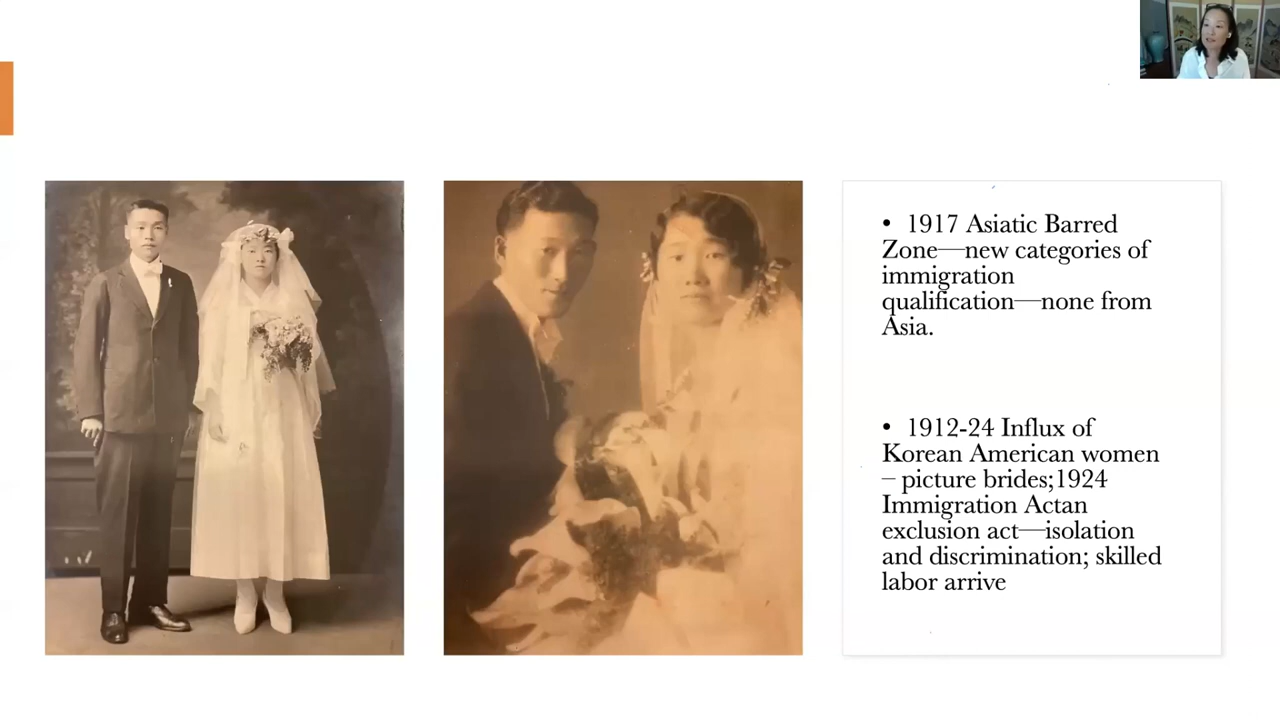 • 1917 Asiatic Barred
Zone—new categories of
immigration
qualification—none from
Asia.
• 1912-24 Influx of
Korean American women
– picture brides;1924
Immigration Actan
exclusion act—isolation
and discrimination; skilled
labor arrive